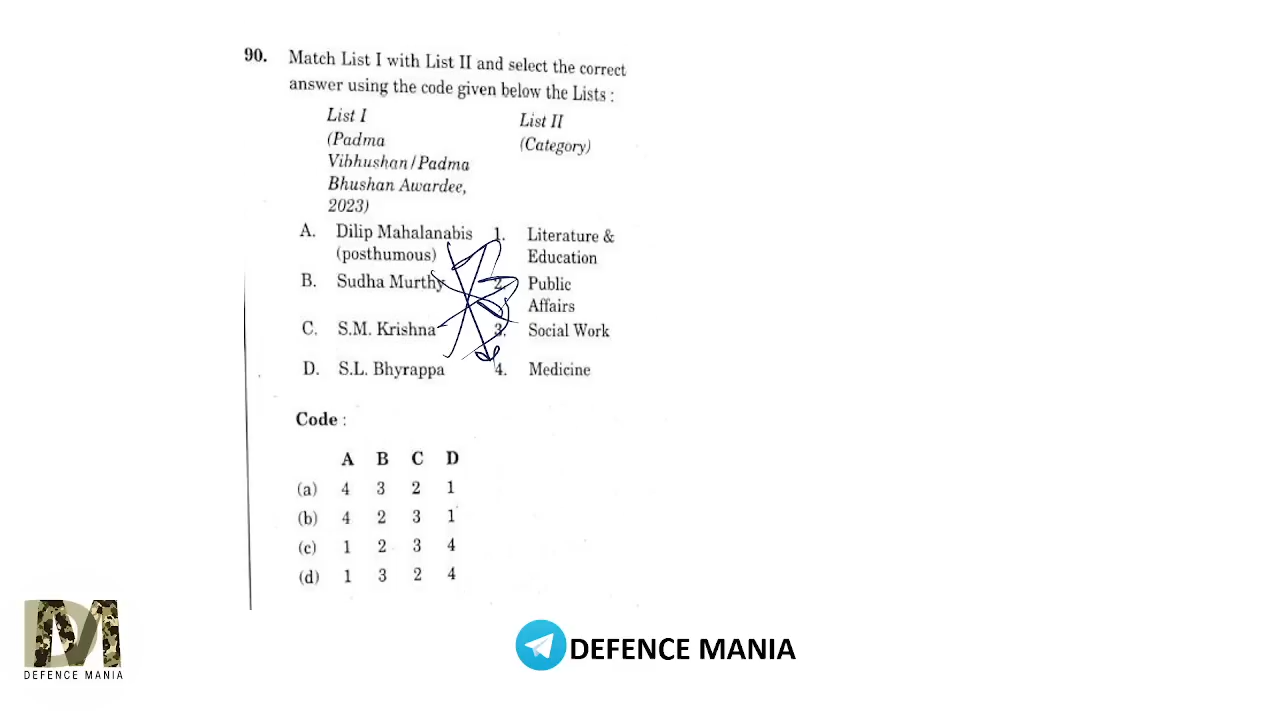 90. Match List I with List II and select the correct
answer using the code given below the Lists :
List I List II
(Padma (Category)
Vibhushan/Padma
Bhushan Awardee,
2023)
A. Dilip Mahalanabis 1. Literature &
(posthumous) Education
B. Sudha Murthy 2. Public
Affairs
C. S.M. Krishna 3. Social Work
D. S.L. Bhyrappa 4. Medicine
Code :
A B C D
(a) 4 3 2 1
(b) 4 2 3 1
(c) 1 2 3 4
(d) 1 3 2 4
DM
DEFENCE MANIA
DEFENCE MANIA